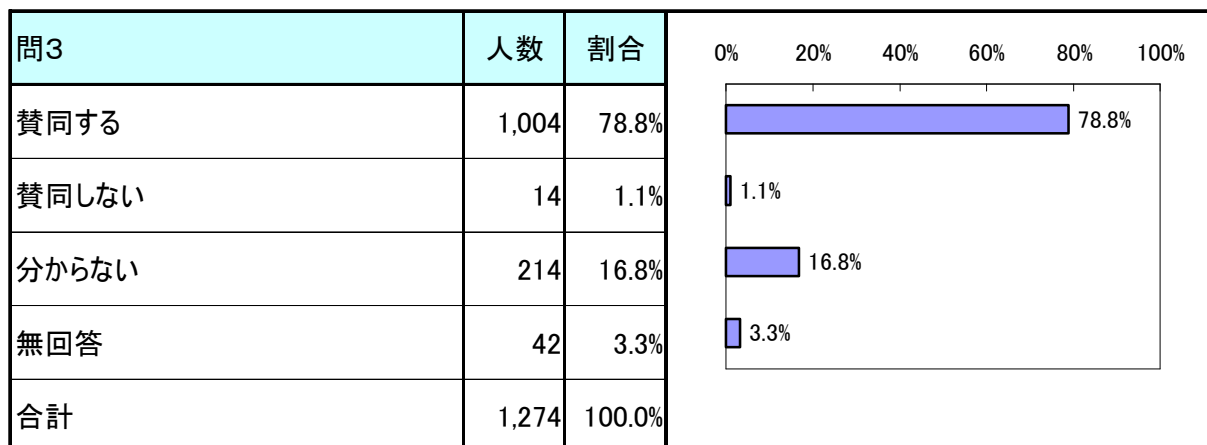 問3 人数 割合
賛同する 1,004 78.8%
賛同しない 14 1.1%
分からない 214 16.8%
無回答 42 3.3%
合計 1,274 100.0%
0% 20% 40% 60% 80% 100%
78.8%
1.1%
16.8%
3.3%